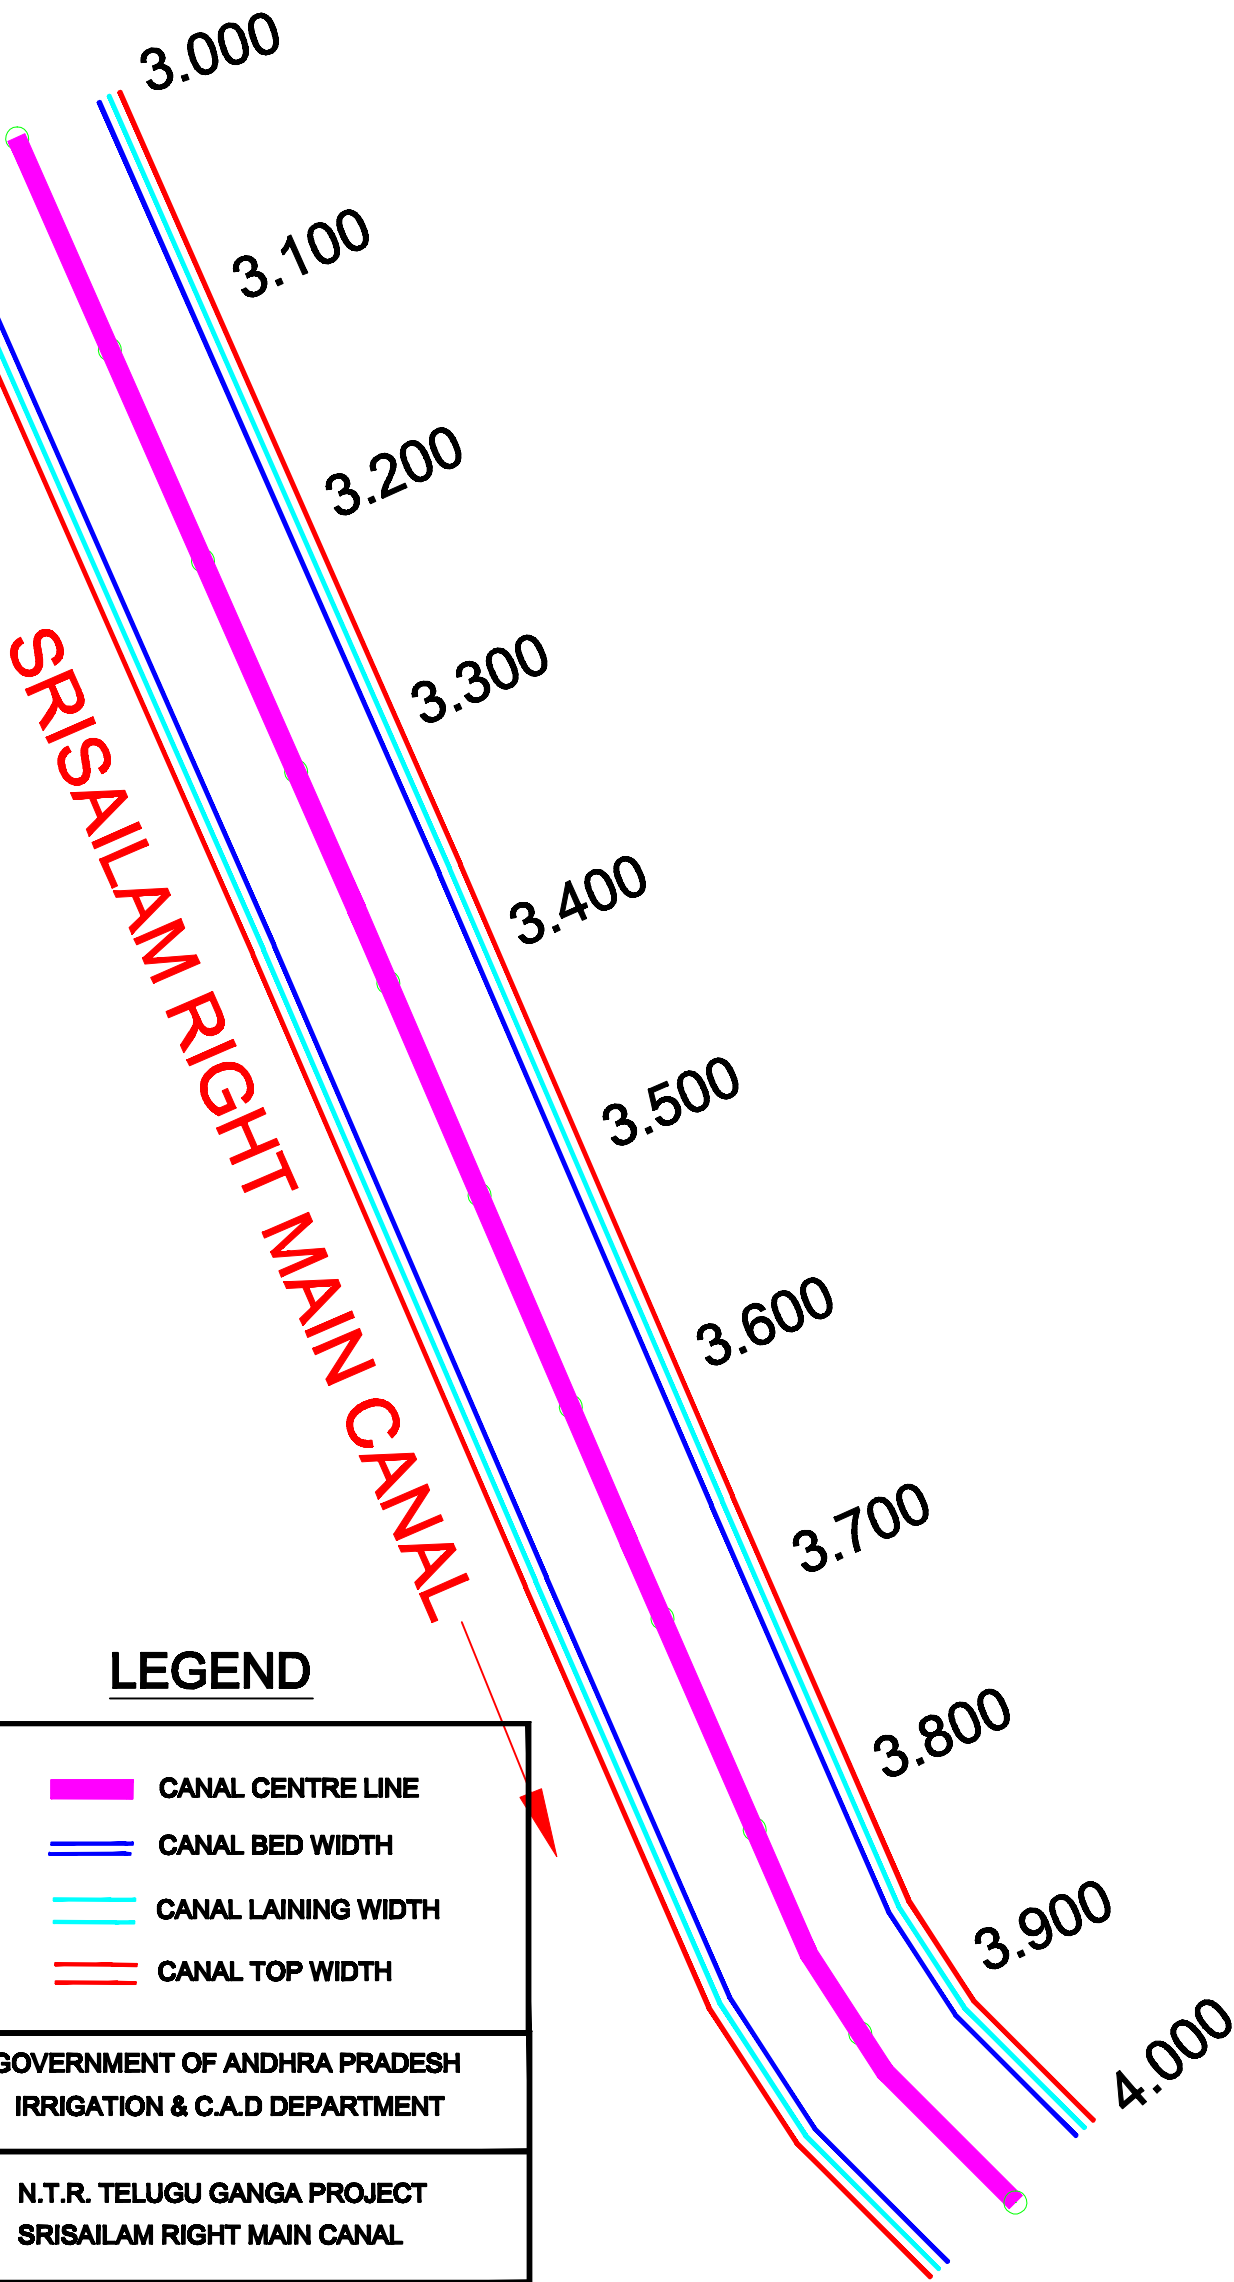 3.000
3.100
3.200
3.300
3.400
3.500
3.600
3.700
3.800
3.900
4.000
SRISAILAM RIGHT MAIN CANAL
LEGEND
CANAL CENTRE LINE
CANAL BED WIDTH
CANAL LAINING WIDTH
CANAL TOP WIDTH
GOVERNMENT OF ANDHRA PRADESH
IRRIGATION & C.A.D DEPARTMENT
N.T.R. TELUGU GANGA PROJECT
SRISAILAM RIGHT MAIN CANAL